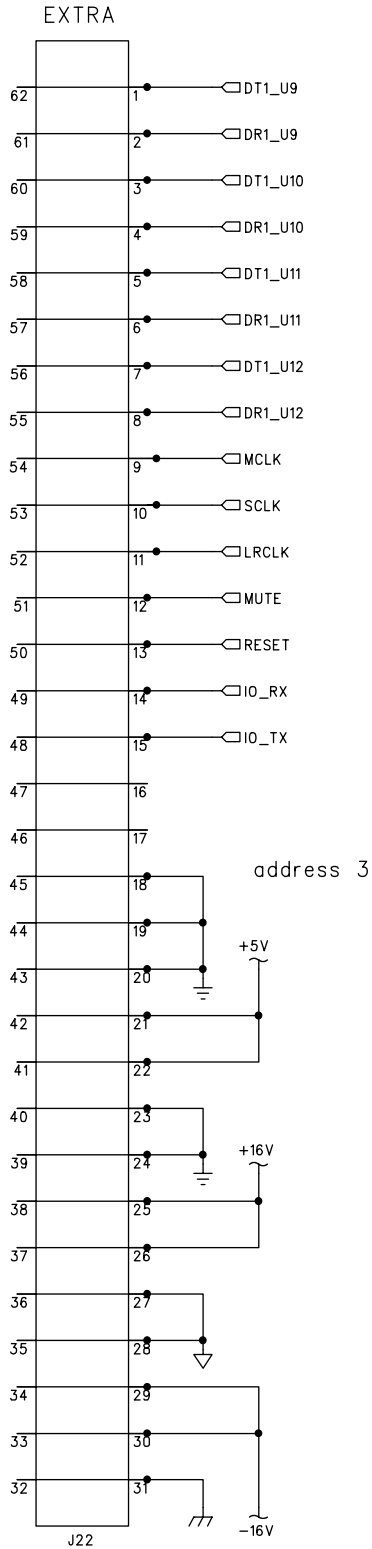 EXTRA
62 1 DT1_U9
61 2 DR1_U9
60 3 DT1_U10
59 4 DR1_U10
58 5 DT1_U11
57 6 DR1_U11
56 7 DT1_U12
55 8 DR1_U12
54 9 MCLK
53 10 SCLK
52 11 LRCLK
51 12 MUTE
50 13 RESET
49 14 IO_RX
48 15 IO_TX
47 16
46 17
address 3
45 18
44 19
+5V
43 20
42 21
41 22
40 23
39 24
+16V
38 25
37 26
36 27
35 28
34 29
33 30
32 31
-16V
J22